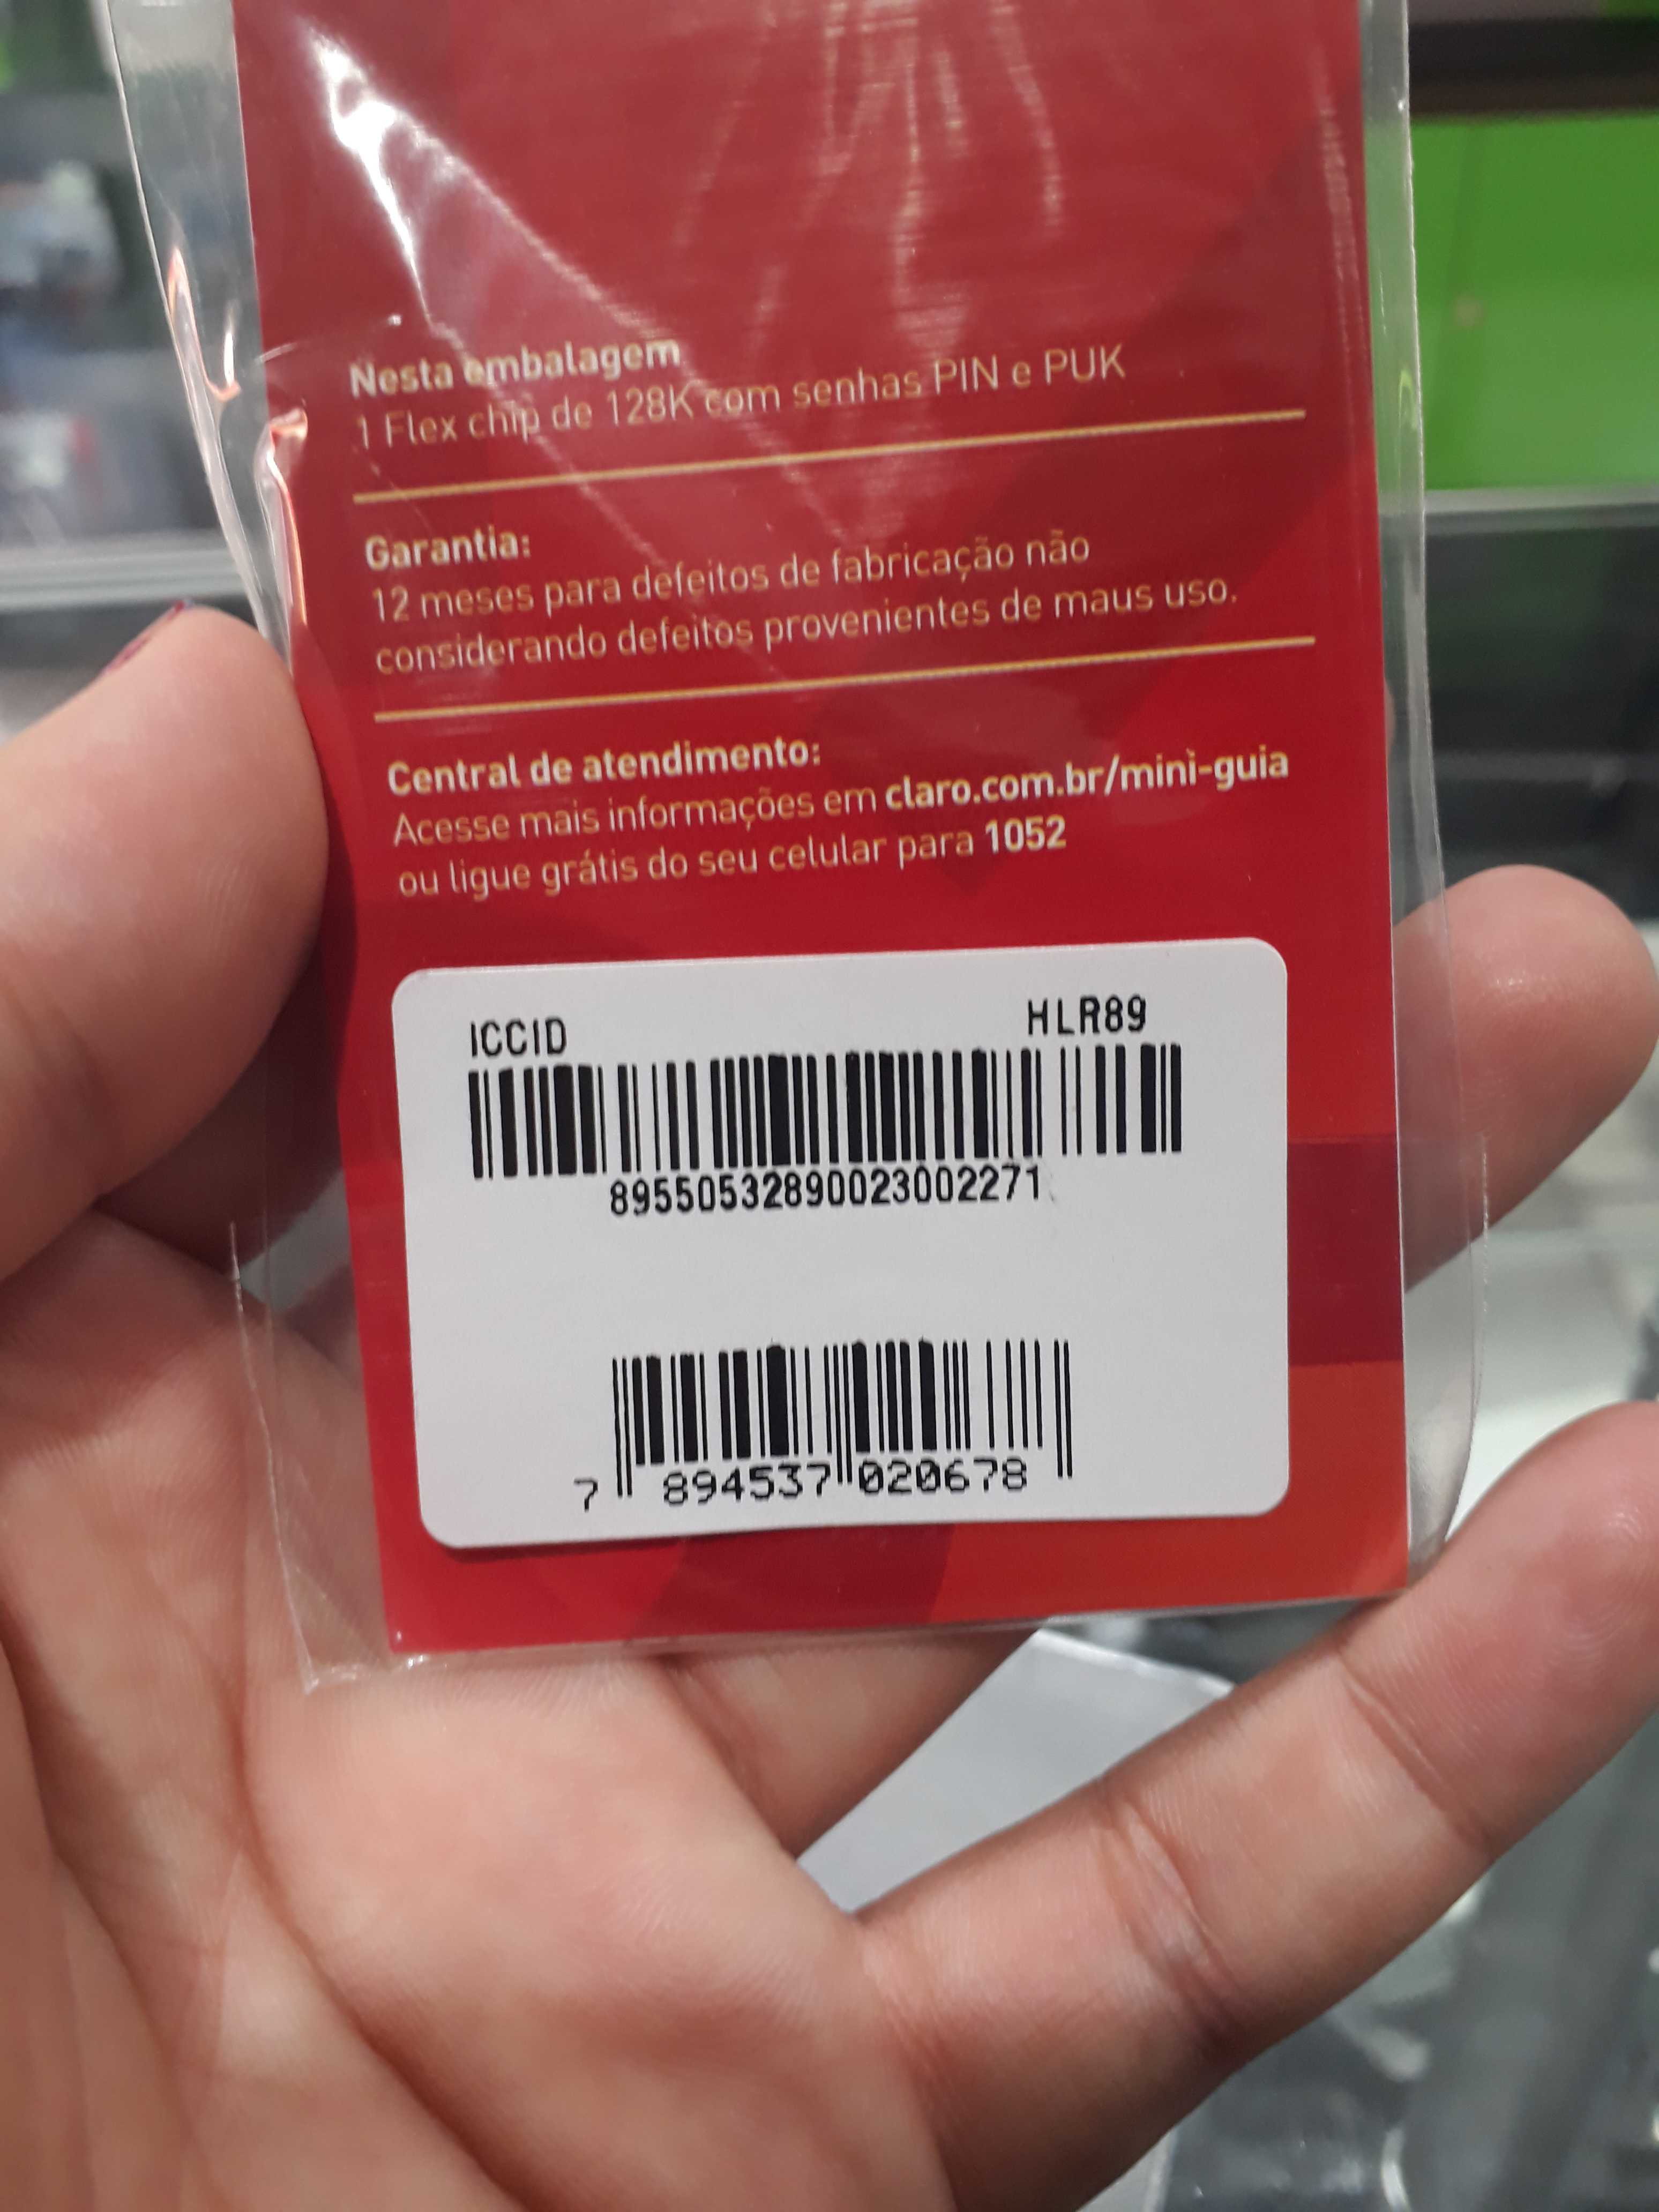 Nesta embalagem
1 Flex chip de 128K com senhas PIN e PUK
Garantia:
12 meses para defeitos de fabricação não
considerando defeitos provenientes de maus uso.
Central de atendimento:
Acesse mais informações em claro.com.br/mini-guia
ou ligue grátis do seu celular para 1052
ICCID HLR89
89550532890023002271
7 894537 020678